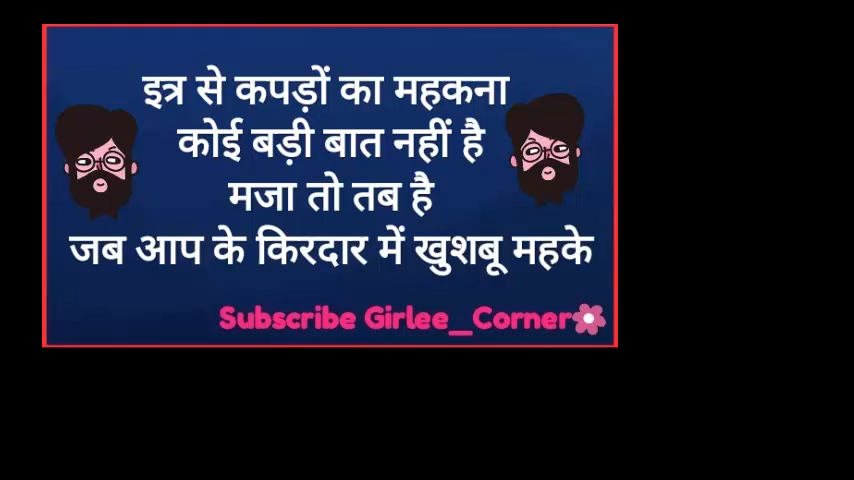 इत्र से कपड़ों का महकना
कोई बड़ी बात नहीं है
मजा तो तब है
जब आप के किरदार में खुशबू महके
Subscribe Girlee_Corner